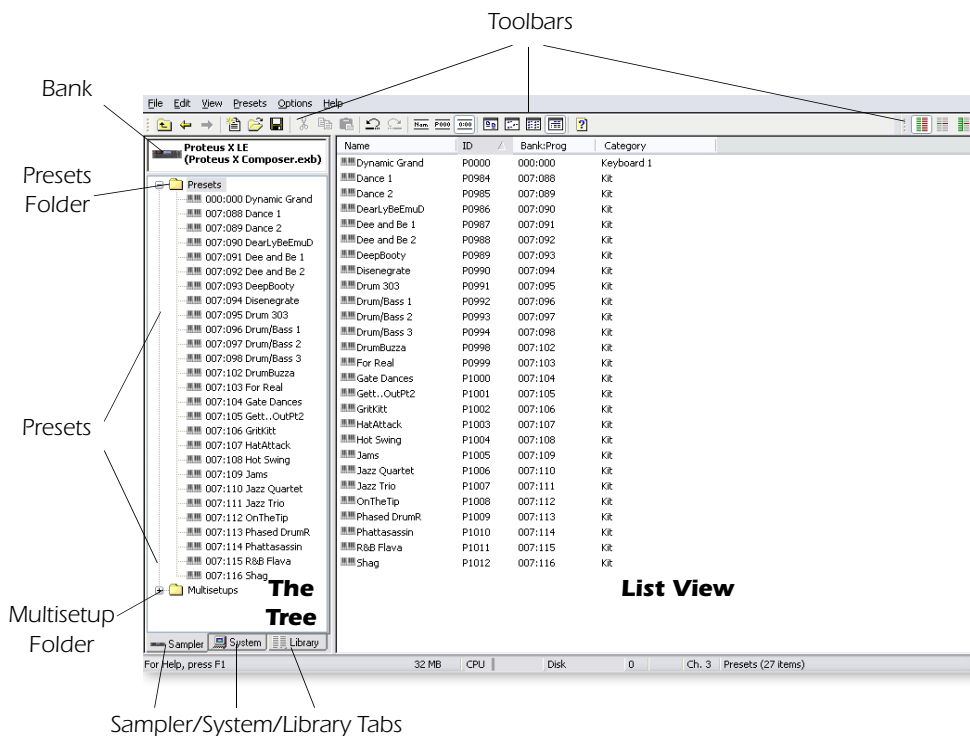 Toolbars
Bank
File Edit View Presets Options Help
Nam P000 0:00
Proteus X LE
(Proteus X Composer.exb)
Presets
Folder
Presets
000:000 Dynamic Grand
007:088 Dance 1
007:089 Dance 2
007:090 DearLyBeEmuD
007:091 Dee and Be 1
007:092 Dee and Be 2
007:093 DeepBooty
007:094 Disenegrate
007:095 Drum 303
007:096 Drum/Bass 1
007:097 Drum/Bass 2
007:098 Drum/Bass 3
007:102 DrumBuzza
007:103 For Real
007:104 Gate Dances
007:105 Gett..OutPt2
007:106 GritKitt
007:107 HatAttack
007:108 Hot Swing
007:109 Jams
007:110 Jazz Quartet
007:111 Jazz Trio
007:112 OnTheTip
007:113 Phased DrumR
007:114 Phattasassin
007:115 R&B Flava
007:116 Shag
Multisetups
Presets
Multisetup
Folder
The
Tree
Name ID Bank:Prog Category
Dynamic Grand P0000 000:000 Keyboard 1
Dance 1 P0984 007:088 Kit
Dance 2 P0985 007:089 Kit
DearLyBeEmuD P0986 007:090 Kit
Dee and Be 1 P0987 007:091 Kit
Dee and Be 2 P0988 007:092 Kit
DeepBooty P0989 007:093 Kit
Disenegrate P0990 007:094 Kit
Drum 303 P0991 007:095 Kit
Drum/Bass 1 P0992 007:096 Kit
Drum/Bass 2 P0993 007:097 Kit
Drum/Bass 3 P0994 007:098 Kit
DrumBuzza P0998 007:102 Kit
For Real P0999 007:103 Kit
Gate Dances P1000 007:104 Kit
Gett..OutPt2 P1001 007:105 Kit
GritKitt P1002 007:106 Kit
HatAttack P1003 007:107 Kit
Hot Swing P1004 007:108 Kit
Jams P1005 007:109 Kit
Jazz Quartet P1006 007:110 Kit
Jazz Trio P1007 007:111 Kit
OnTheTip P1008 007:112 Kit
Phased DrumR P1009 007:113 Kit
Phattasassin P1010 007:114 Kit
R&B Flava P1011 007:115 Kit
Shag P1012 007:116 Kit
List View
Sampler System Library
For Help, press F1 32 MB CPU Disk 0 Ch. 3 Presets (27 items)
Sampler/System/Library Tabs